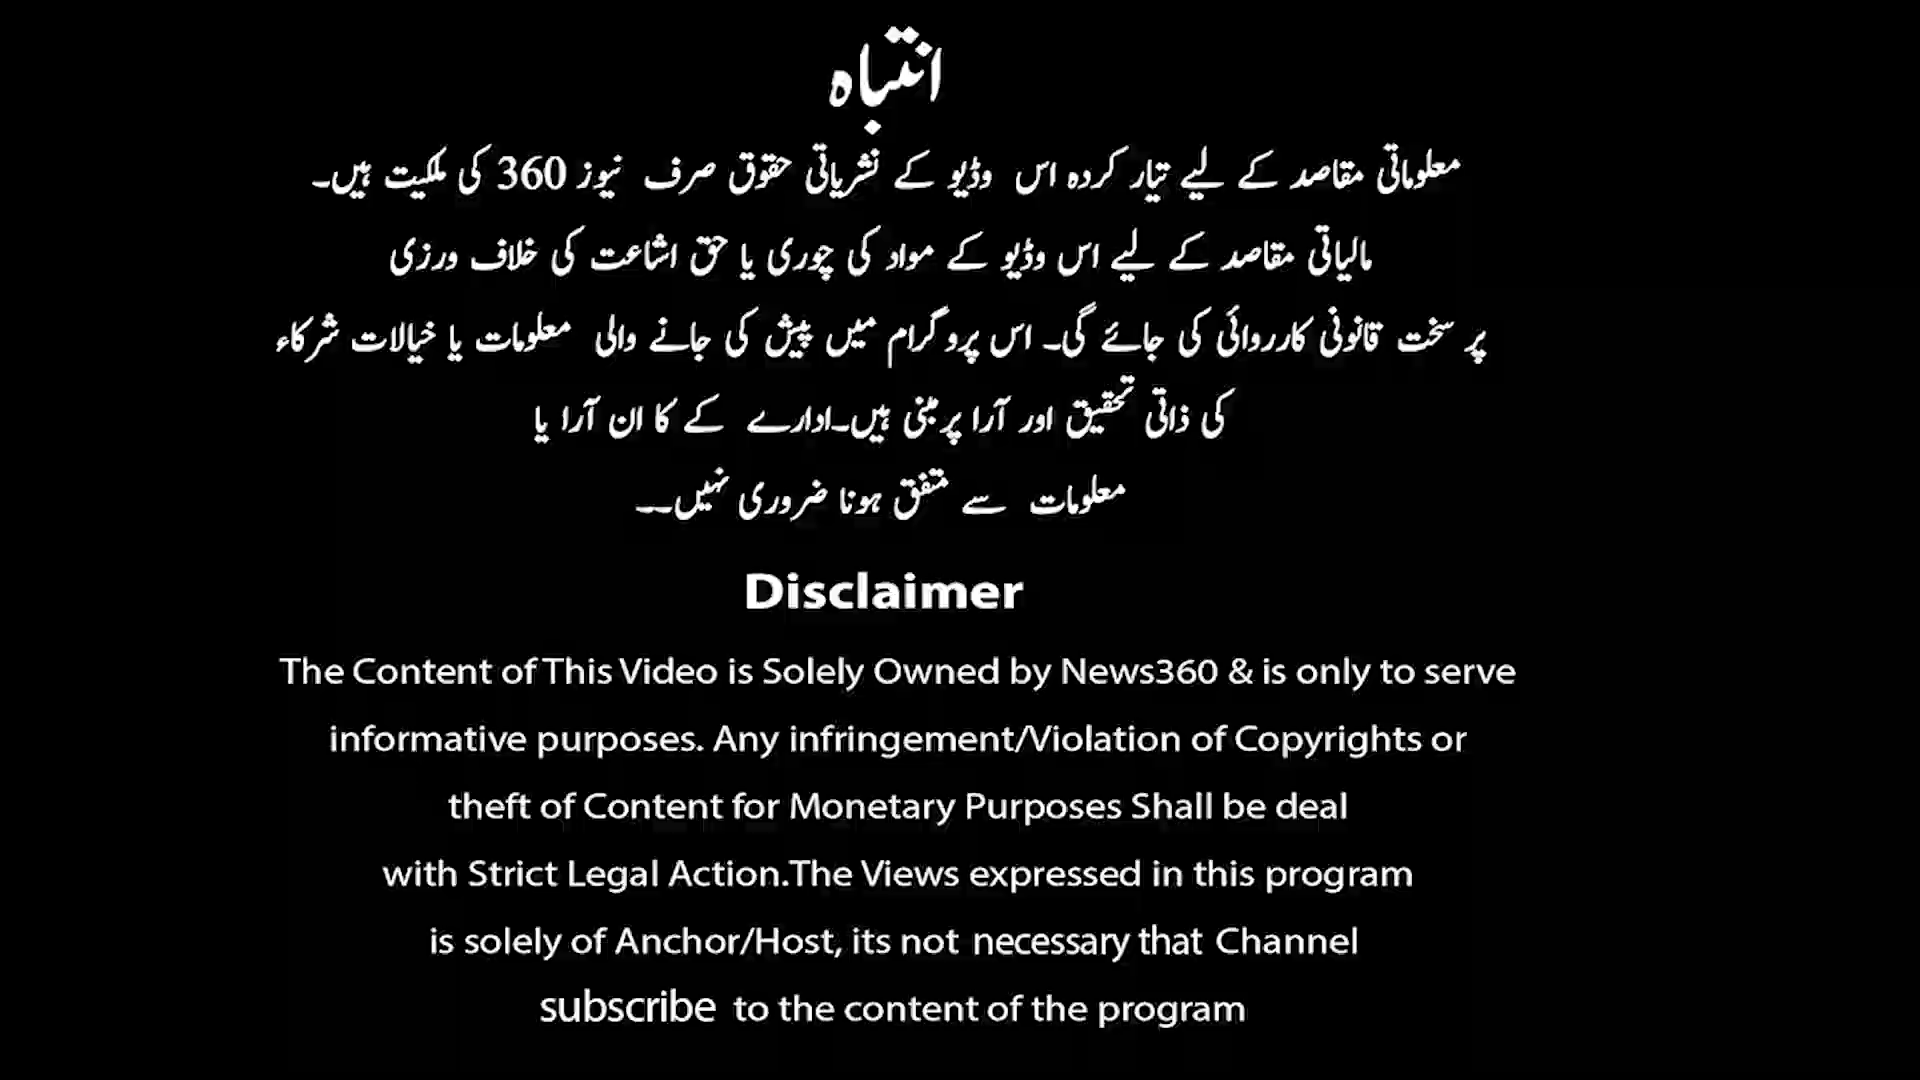 انتباہ
معلوماتی مقاصد کے لیے تیار کردہ اس وڈیو کے نشریاتی حقوق صرف نیوز 360 کی ملکیت ہیں۔
مالیاتی مقاصد کے لیے اس وڈیو کے مواد کی چوری یا حق اشاعت کی خلاف ورزی
پر سخت قانونی کارروائی کی جائے گی۔ اس پروگرام میں پیش کی جانے والی معلومات یا خیالات شرکاء
کی ذاتی تحقیق اور آرا پر مبنی ہیں۔ادارے کے کا ان آرا یا
معلومات سے متفق ہونا ضروری نہیں۔۔
Disclaimer
The Content of This Video is Solely Owned by News360 & is only to serve
informative purposes. Any infringement/Violation of Copyrights or
theft of Content for Monetary Purposes Shall be deal
with Strict Legal Action.The Views expressed in this program
is solely of Anchor/Host, its not necessary that Channel
subscribe to the content of the program